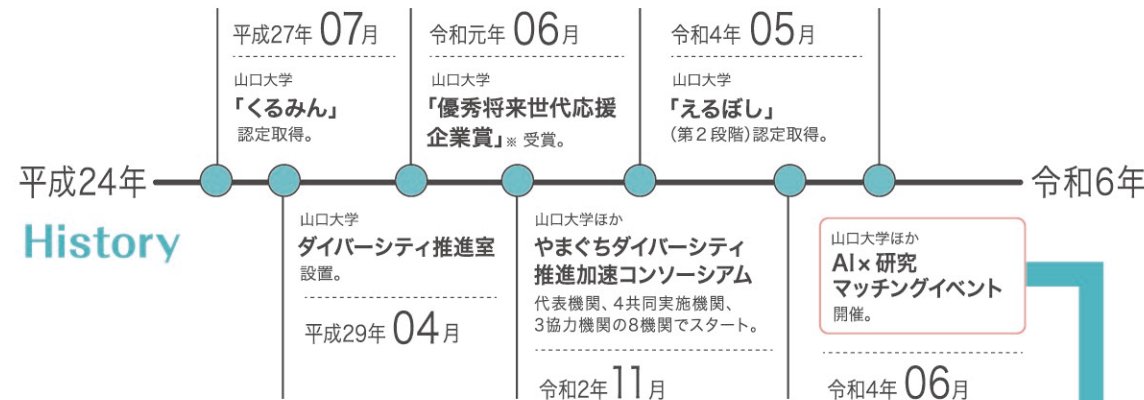 平成27年 07月
山口大学
「くるみん」
認定取得。
令和元年 06月
山口大学
「優秀将来世代応援
企業賞」※ 受賞。
令和4年 05月
山口大学
「えるぼし」
(第2段階)認定取得。
平成24年
令和6年
History
山口大学
ダイバーシティ推進室
設置。
平成29年 04月
山口大学ほか
やまぐちダイバーシティ
推進加速コンソーシアム
代表機関、4共同実施機関、
3協力機関の8機関でスタート。
令和2年 11月
山口大学ほか
AI×研究
マッチングイベント
開催。
令和4年 06月